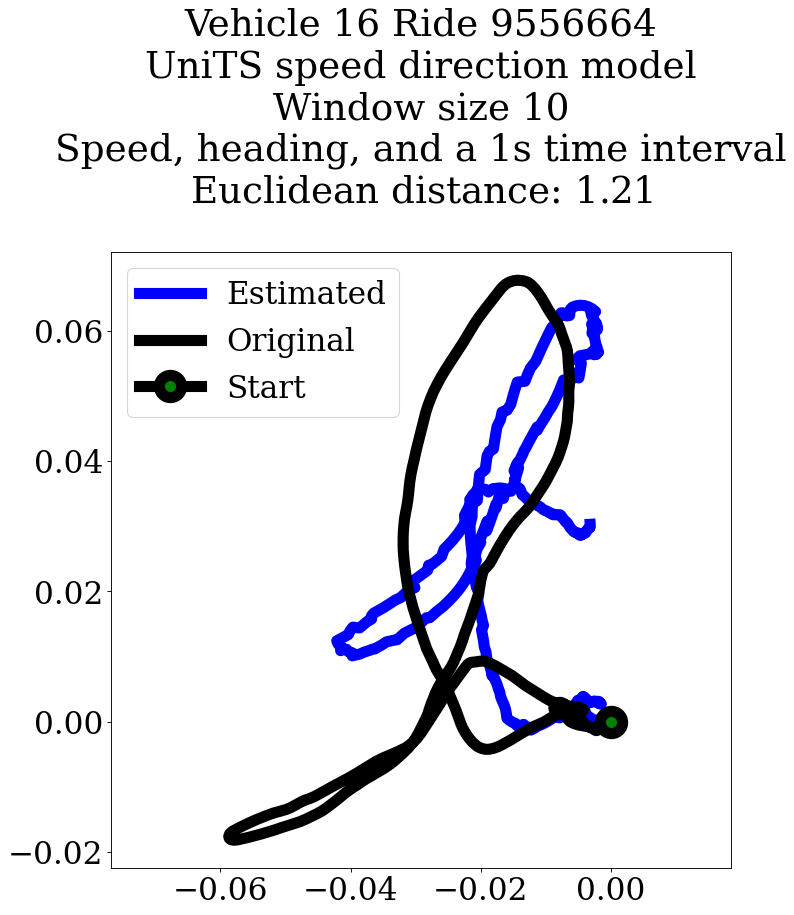 Vehicle 16 Ride 9556664
UniTS speed direction model
Window size 10
Speed, heading, and a 1s time interval
Euclidean distance: 1.21
Estimated
Original
Start
0.06
0.04
0.02
0.00
−0.02
−0.06
−0.04
−0.02
0.00